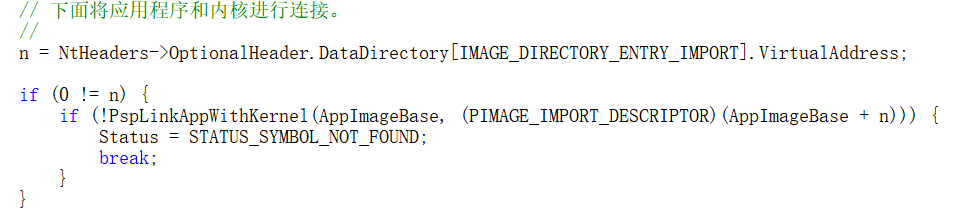 // 下面将应用程序和内核进行连接。
//
n = NtHeaders->OptionalHeader.DataDirectory[IMAGE_DIRECTORY_ENTRY_IMPORT].VirtualAddress;
if (0 != n) {
if (!PspLinkAppWithKernel(AppImageBase, (PIMAGE_IMPORT_DESCRIPTOR)(AppImageBase + n))) {
Status = STATUS_SYMBOL_NOT_FOUND;
break;
}
}